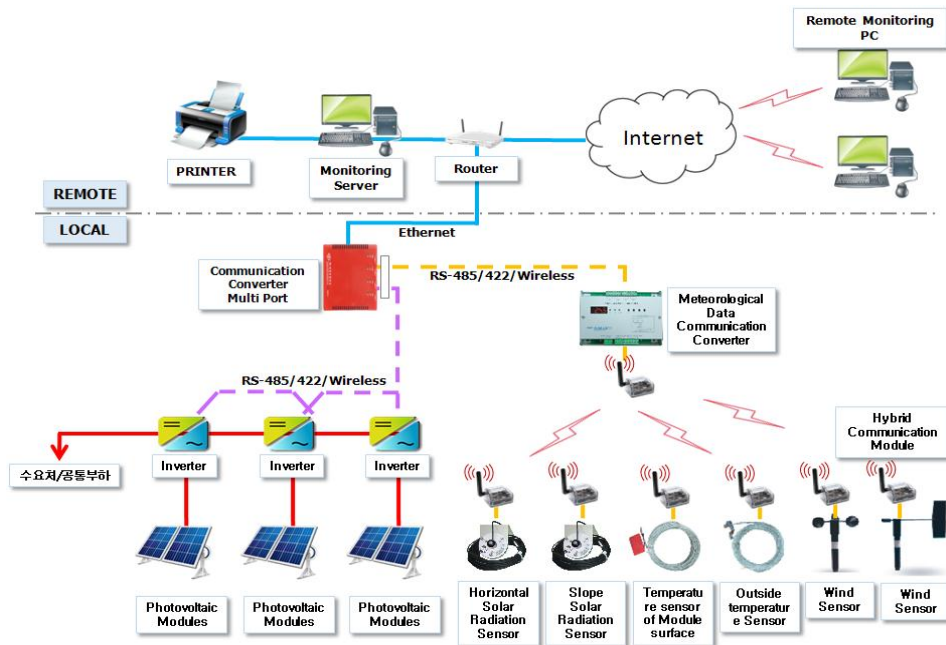 Remote Monitoring
PC
Internet
PRINTER
Monitoring
Server
Router
REMOTE
LOCAL
Ethernet
Communication
Converter
Multi Port
RS-485/422/Wireless
Meteorological
Data
Communication
Converter
RS-485/422/Wireless
Hybrid
Communication
Module
Inverter
Inverter
Inverter
수요처/공통부하
Photovoltaic
Modules
Photovoltaic
Modules
Photovoltaic
Modules
Horizontal
Solar
Radiation
Sensor
Slope
Solar
Radiation
Sensor
Temperatu
re sensor
of Module
surface
Outside
temperatur
e Sensor
Wind
Sensor
Wind
Sensor